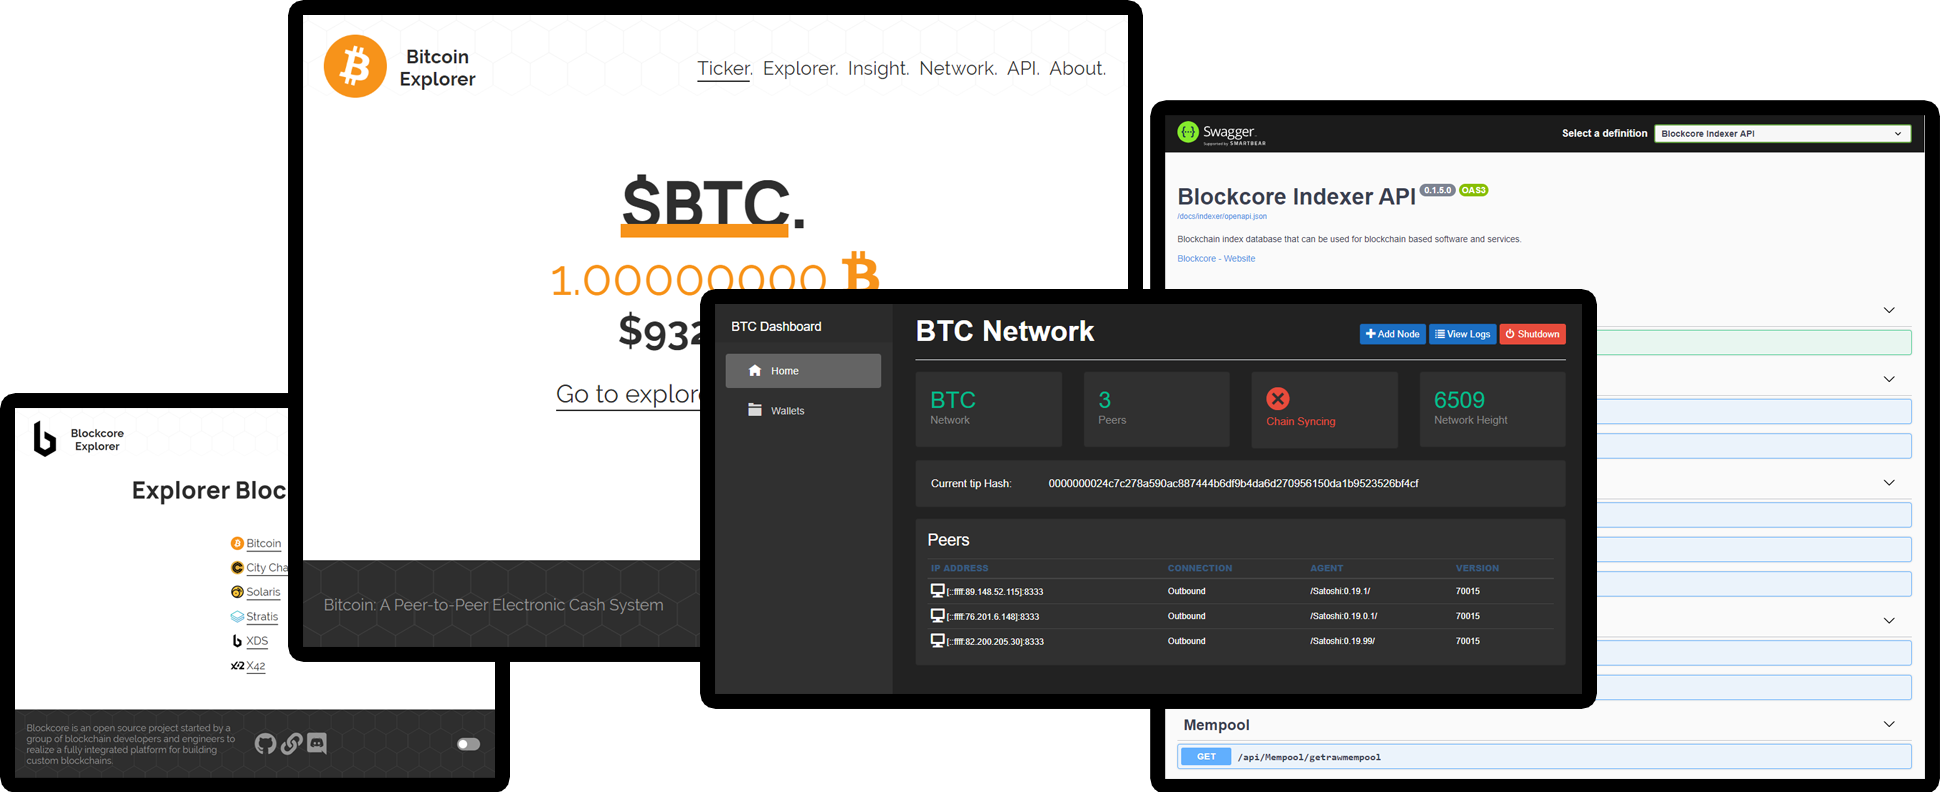 Bitcoin
Explorer
Ticker. Explorer. Insight. Network. API. About.
$BTC.
1.00000000
$932
Go to explor
Bitcoin: A Peer-to-Peer Electronic Cash System
Blockcore
Explorer
Explorer Bloc
Bitcoin
City Cha
Solaris
Stratis
XDS
X42
Blockcore is an open source project started by a
group of blockchain developers and engineers to
realize a fully integrated platform for building
custom blockchains.
BTC Dashboard
Home
Wallets
BTC Network
Add Node
View Logs
Shutdown
BTC
Network
3
Peers
Chain Syncing
6509
Network Height
Current tip Hash: 0000000024c7c278a590ac887444b6df9b4da6d270956150da1b9523526bf4cf
Peers
IP ADDRESS CONNECTION AGENT VERSION
[::ffff:89.148.52.115]:8333 Outbound /Satoshi:0.19.1/ 70015
[::ffff:76.201.6.148]:8333 Outbound /Satoshi:0.19.0.1/ 70015
[::ffff:82.200.205.30]:8333 Outbound /Satoshi:0.19.99/ 70015
Swagger
Supported by SMARTBEAR
Select a definition
Blockcore Indexer API
Blockcore Indexer API 0.1.5.0 OAS3
/docs/indexer/openapi.json
Blockchain index database that can be used for blockchain based software and services.
Blockcore - Website
Mempool
GET /api/Mempool/getrawmempool